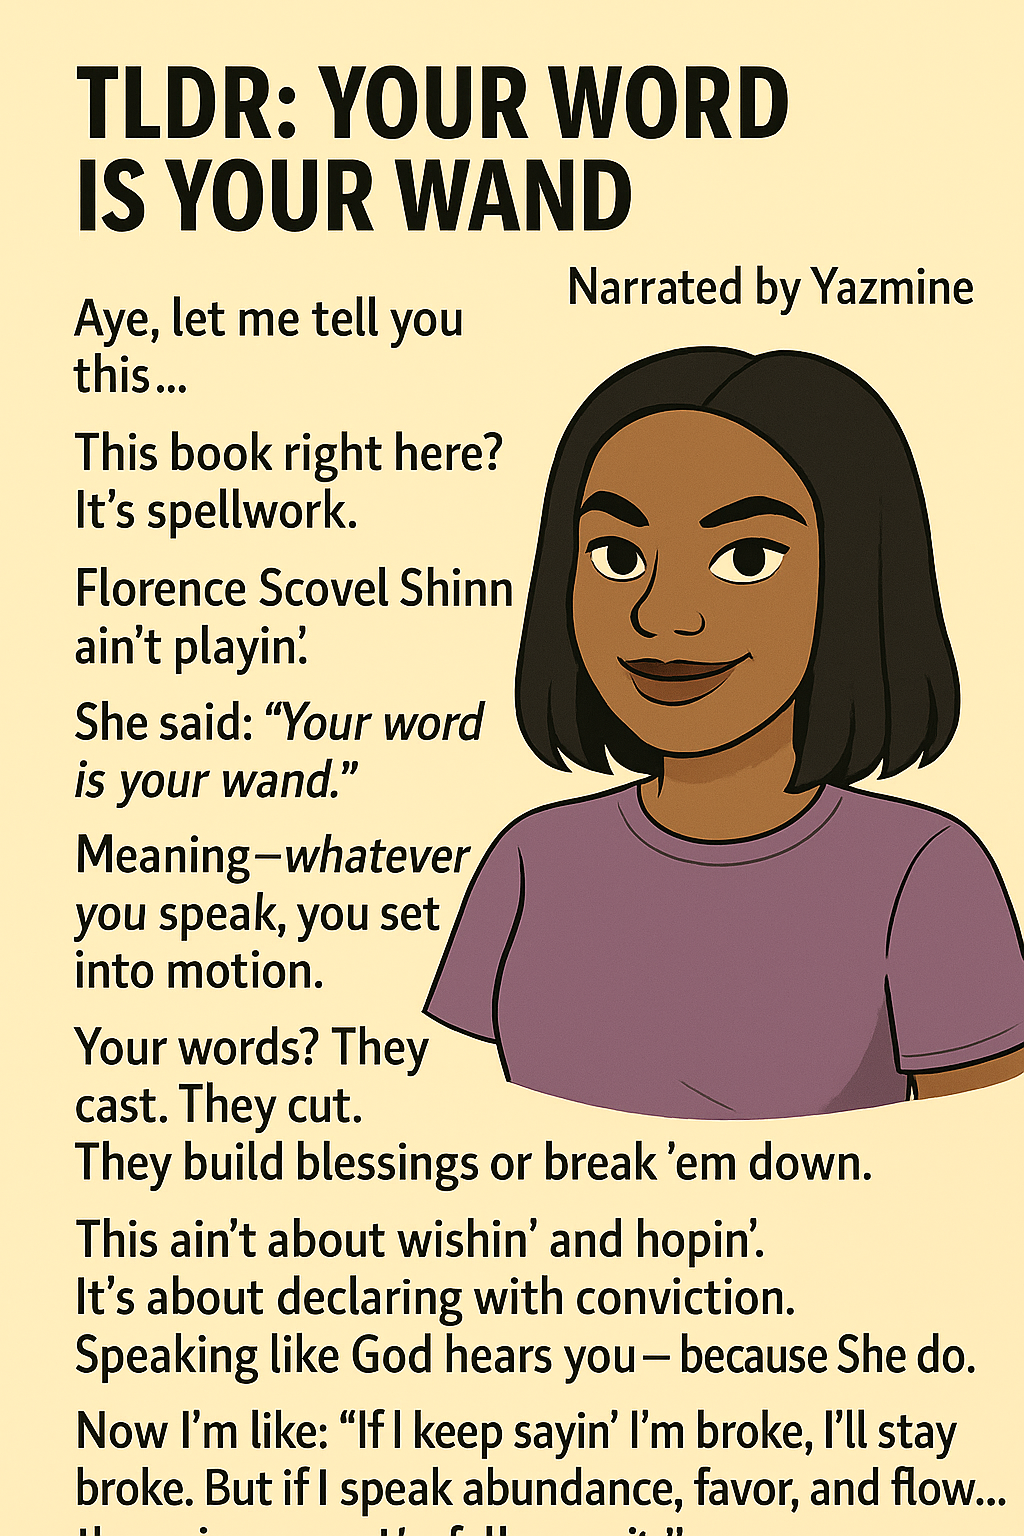 TLDR: YOUR WORD
IS YOUR WAND
Narrated by Yazmine
Aye, let me tell you
this...
This book right here?
It's spellwork.
Florence Scovel Shinn
ain't playin'.
She said: “Your word
is your wand.”
Meaning—whatever
you speak, you set
into motion.
Your words? They
cast. They cut.
They build blessings or break ’em down.
This ain’t about wishin’ and hopin’.
It’s about declaring with conviction.
Speaking like God hears you—because She do.
Now I’m like: “If I keep sayin’ I’m broke, I’ll stay
broke. But if I speak abundance, favor, and flow...